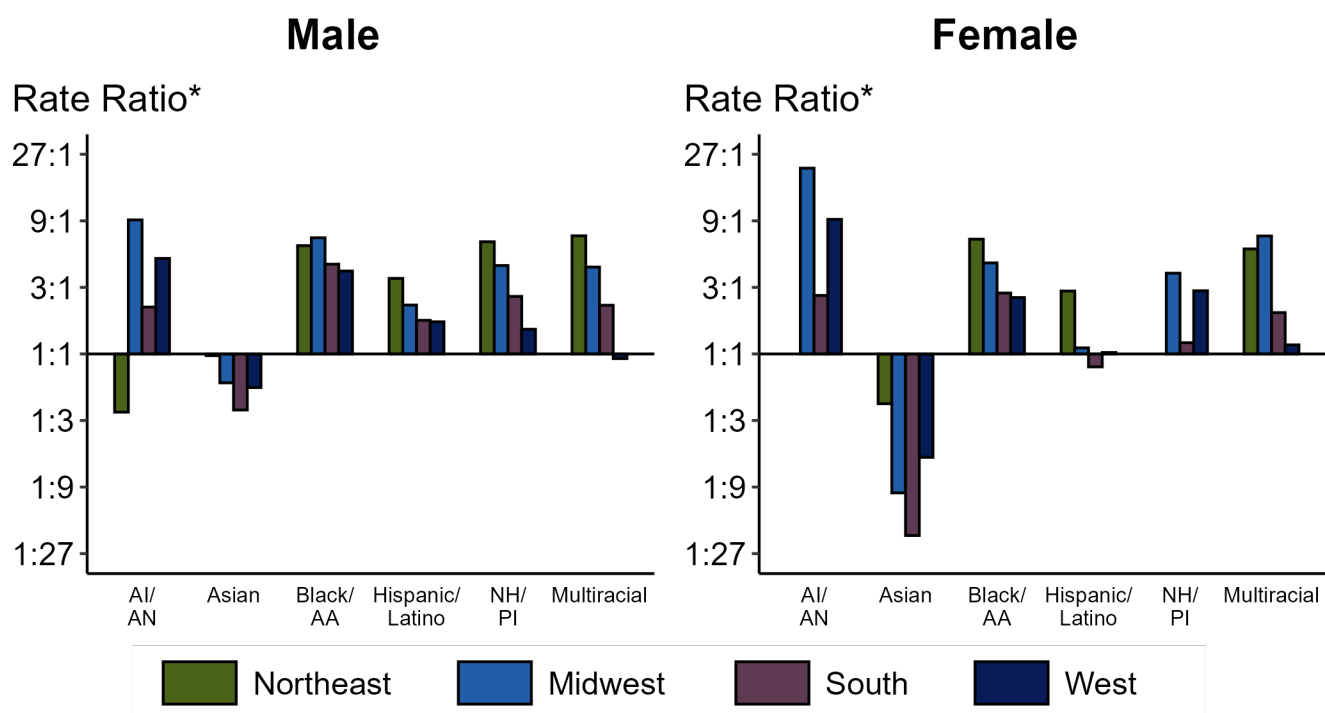 Male
Female
Rate Ratio*
Rate Ratio*
27:1
9:1
3:1
1:1
1:3
1:9
1:27
27:1
9:1
3:1
1:1
1:3
1:9
1:27
AI/
AN
Asian
Black/
AA
Hispanic/
Latino
NH/
PI
Multiracial
AI/
AN
Asian
Black/
AA
Hispanic/
Latino
NH/
PI
Multiracial
Northeast
Midwest
South
West